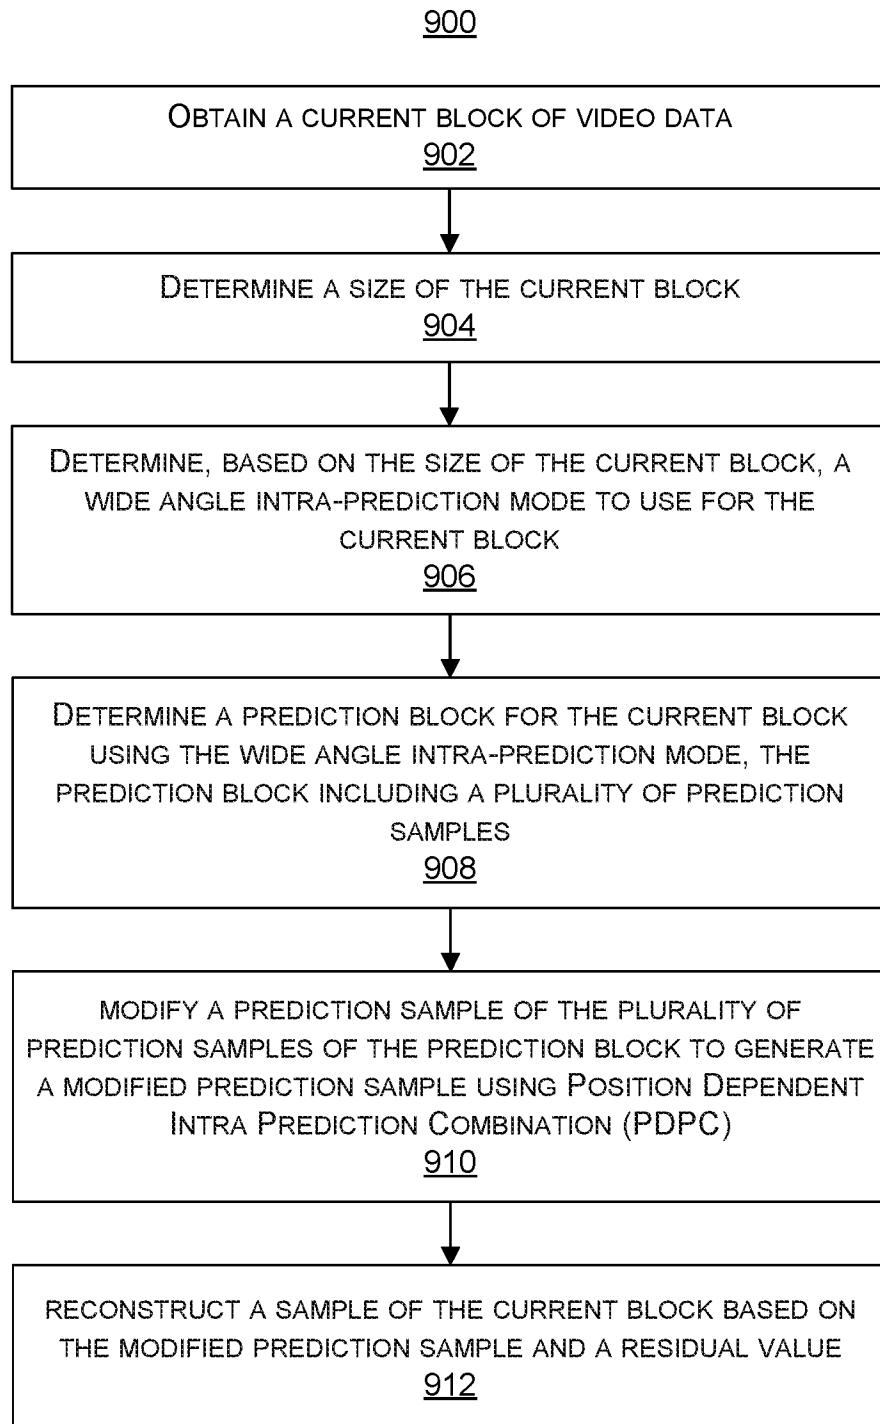 900
OBTAIN A CURRENT BLOCK OF VIDEO DATA
902
DETERMINE A SIZE OF THE CURRENT BLOCK
904
DETERMINE, BASED ON THE SIZE OF THE CURRENT BLOCK, A
WIDE ANGLE INTRA-PREDICTION MODE TO USE FOR THE
CURRENT BLOCK
906
DETERMINE A PREDICTION BLOCK FOR THE CURRENT BLOCK
USING THE WIDE ANGLE INTRA-PREDICTION MODE, THE
PREDICTION BLOCK INCLUDING A PLURALITY OF PREDICTION
SAMPLES
908
MODIFY A PREDICTION SAMPLE OF THE PLURALITY OF
PREDICTION SAMPLES OF THE PREDICTION BLOCK TO GENERATE
A MODIFIED PREDICTION SAMPLE USING POSITION DEPENDENT
INTRA PREDICTION COMBINATION (PDPC)
910
RECONSTRUCT A SAMPLE OF THE CURRENT BLOCK BASED ON
THE MODIFIED PREDICTION SAMPLE AND A RESIDUAL VALUE
912